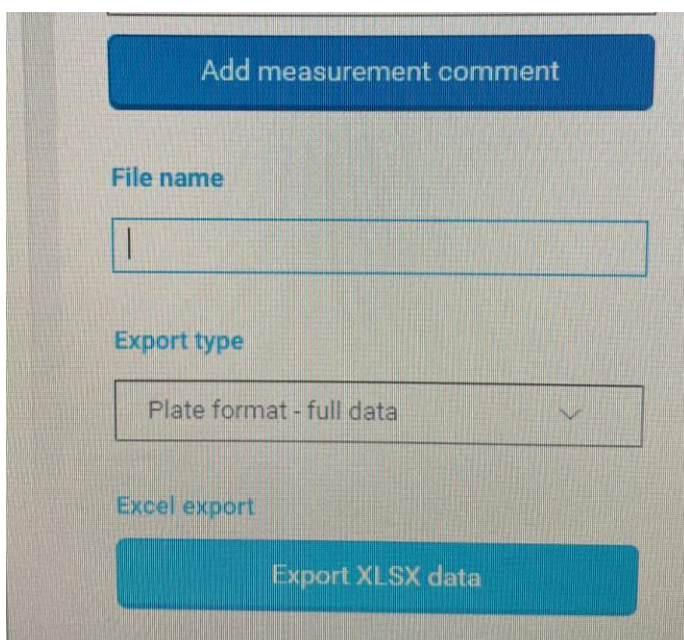 Add measurement comment
File name
Export type
Plate format - full data
Excel export
Export XLSX data